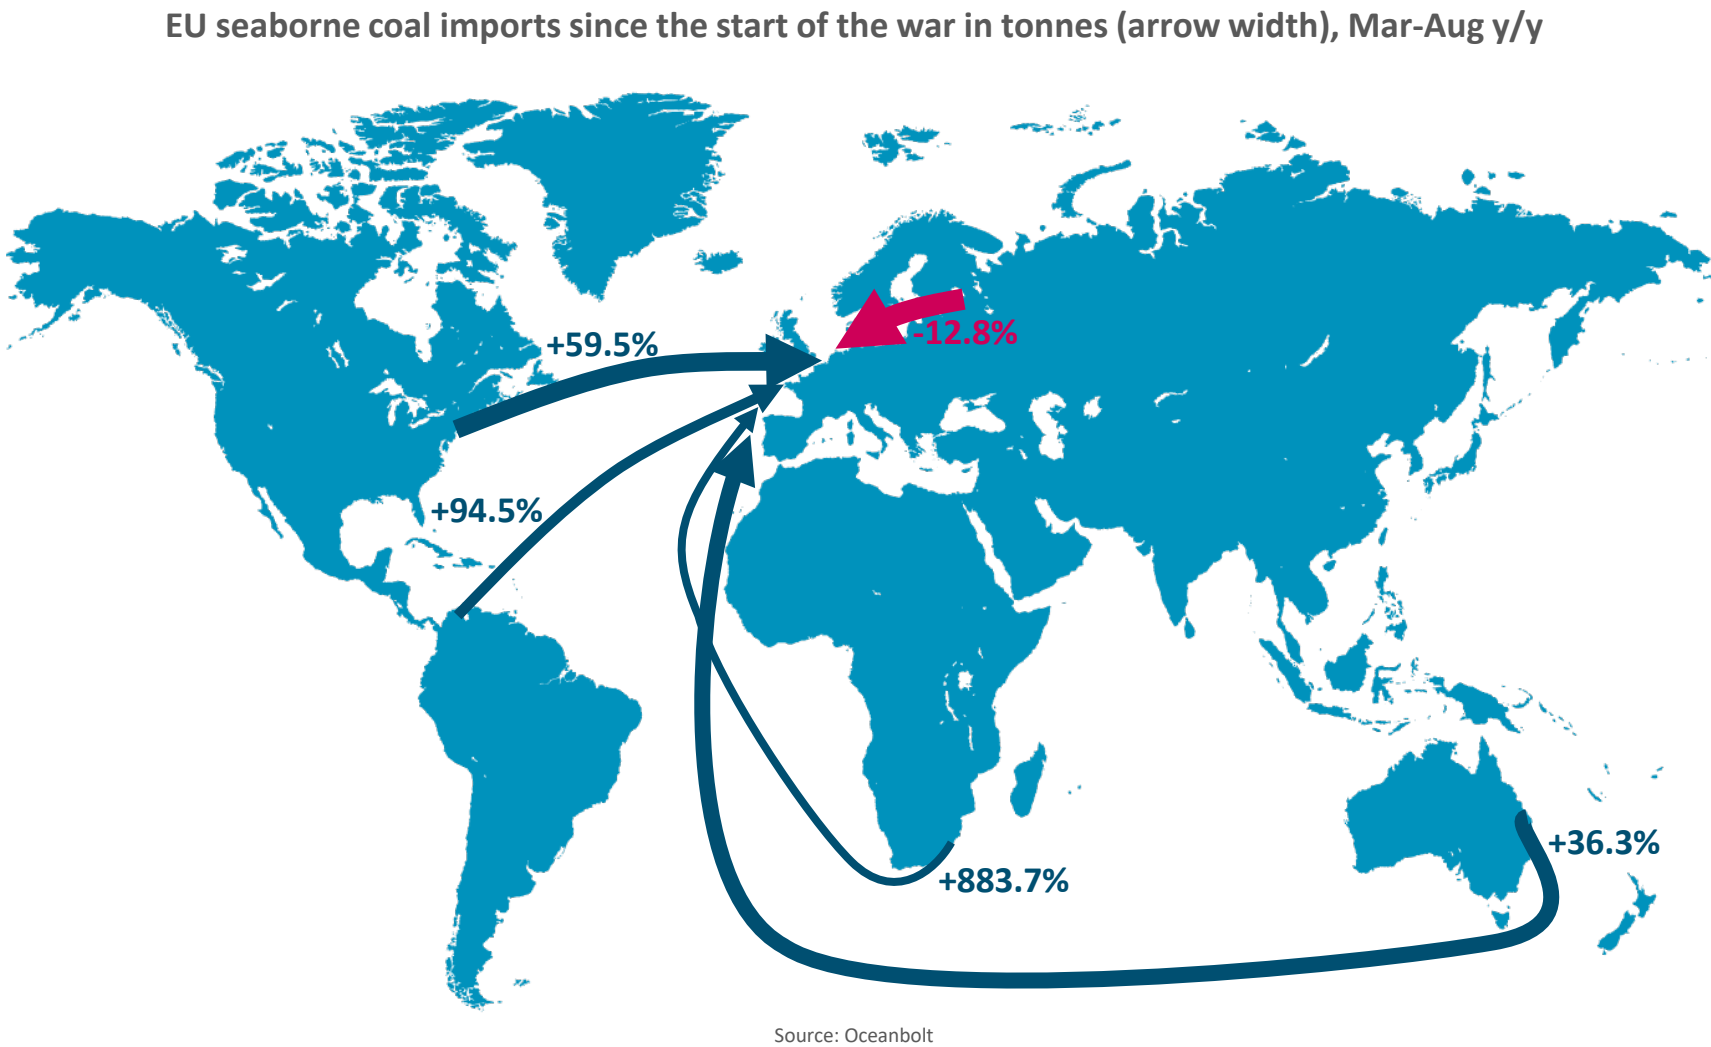 EU seaborne coal imports since the start of the war in tonnes (arrow width), Mar-Aug y/y
-12.8%
+59.5%
+94.5%
+36.3%
+883.7%
Source: Oceanbolt